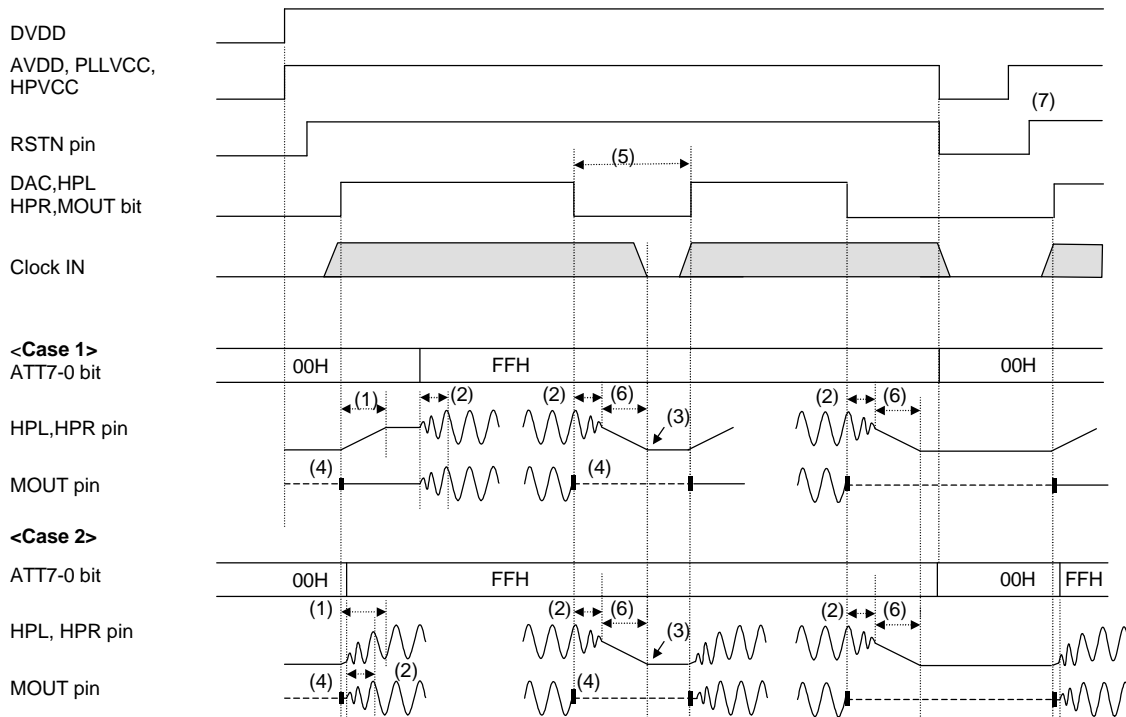 DVDD
AVDD, PLLVCC,
HPVCC
(7)
RSTN pin
(5)
DAC,HPL
HPR,MOUT bit
Clock IN
<Case 1>
ATT7-0 bit
00H FFH 00H
(1) (2) (2) (6) (3) (2) (6)
HPL,HPR pin
(4) (4)
MOUT pin
<Case 2>
ATT7-0 bit
00H FFH 00H FFH
(1) (2) (6) (3) (2) (6)
HPL, HPR pin
(4) (2) (4)
MOUT pin